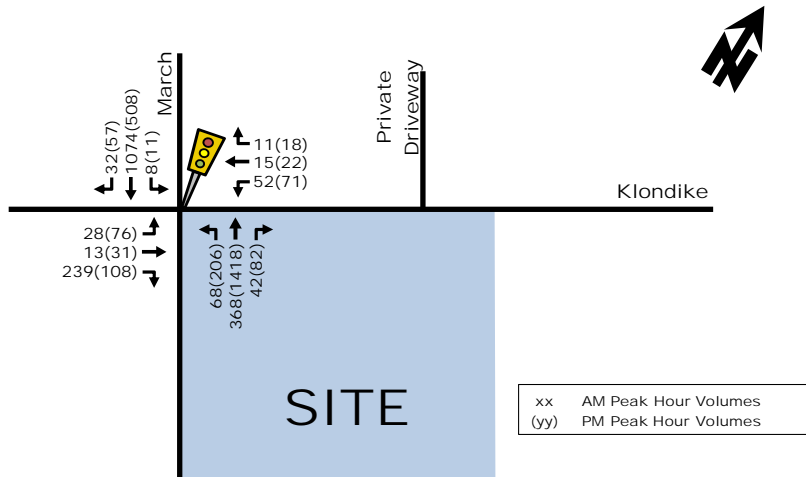 March
Private
Driveway
32(57)
1074(508)
8(11)
11(18)
15(22)
52(71)
Klondike
28(76)
13(31)
239(108)
68(206)
368(1418)
42(82)
SITE
xx AM Peak Hour Volumes
(yy) PM Peak Hour Volumes
N